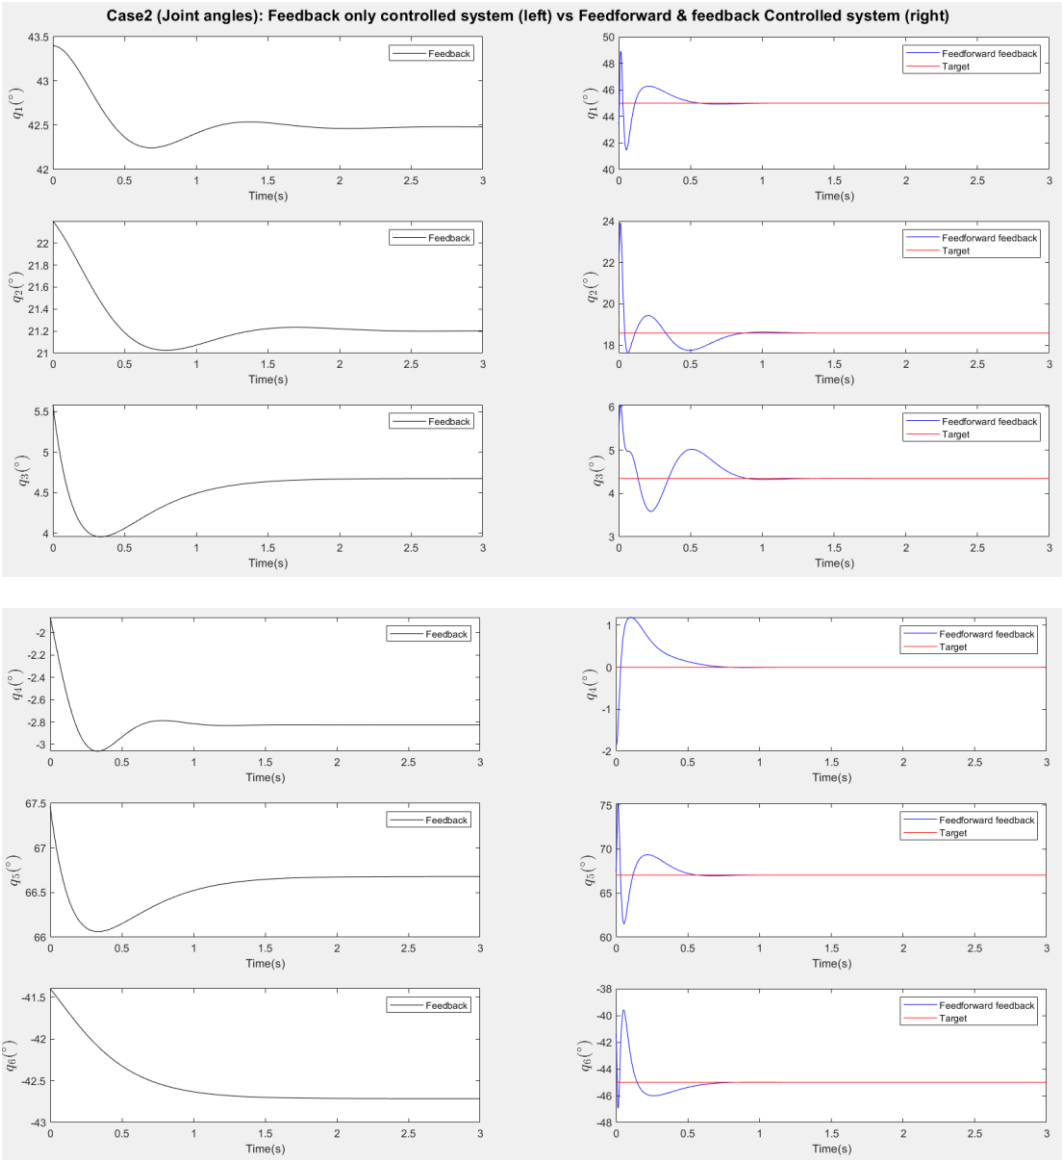 Case2 (Joint angles): Feedback only controlled system (left) vs Feedforward & feedback Controlled system (right)
43.5
43
42.5
42
q1(°)
Feedback
0 0.5 1 1.5 2 2.5 3
Time(s)
50
48
46
44
42
40
q1(°)
Feedforward feedback
Target
0 0.5 1 1.5 2 2.5 3
Time(s)
22
21.8
21.6
21.4
21.2
21
q2(°)
Feedback
0 0.5 1 1.5 2 2.5 3
Time(s)
24
22
20
18
q2(°)
Feedforward feedback
Target
0 0.5 1 1.5 2 2.5 3
Time(s)
5.5
5
4.5
4
q3(°)
Feedback
0 0.5 1 1.5 2 2.5 3
Time(s)
6
5
4
3
q3(°)
Feedforward feedback
Target
0 0.5 1 1.5 2 2.5 3
Time(s)
-2
-2.2
-2.4
-2.6
-2.8
-3
q4(°)
Feedback
0 0.5 1 1.5 2 2.5 3
Time(s)
1
0
-1
-2
q4(°)
Feedforward feedback
Target
0 0.5 1 1.5 2 2.5 3
Time(s)
67.5
67
66.5
66
q5(°)
Feedback
0 0.5 1 1.5 2 2.5 3
Time(s)
75
70
65
60
q5(°)
Feedforward feedback
Target
0 0.5 1 1.5 2 2.5 3
Time(s)
-41.5
-42
-42.5
-43
q6(°)
Feedback
0 0.5 1 1.5 2 2.5 3
Time(s)
-38
-40
-42
-44
-46
-48
q6(°)
Feedforward feedback
Target
0 0.5 1 1.5 2 2.5 3
Time(s)